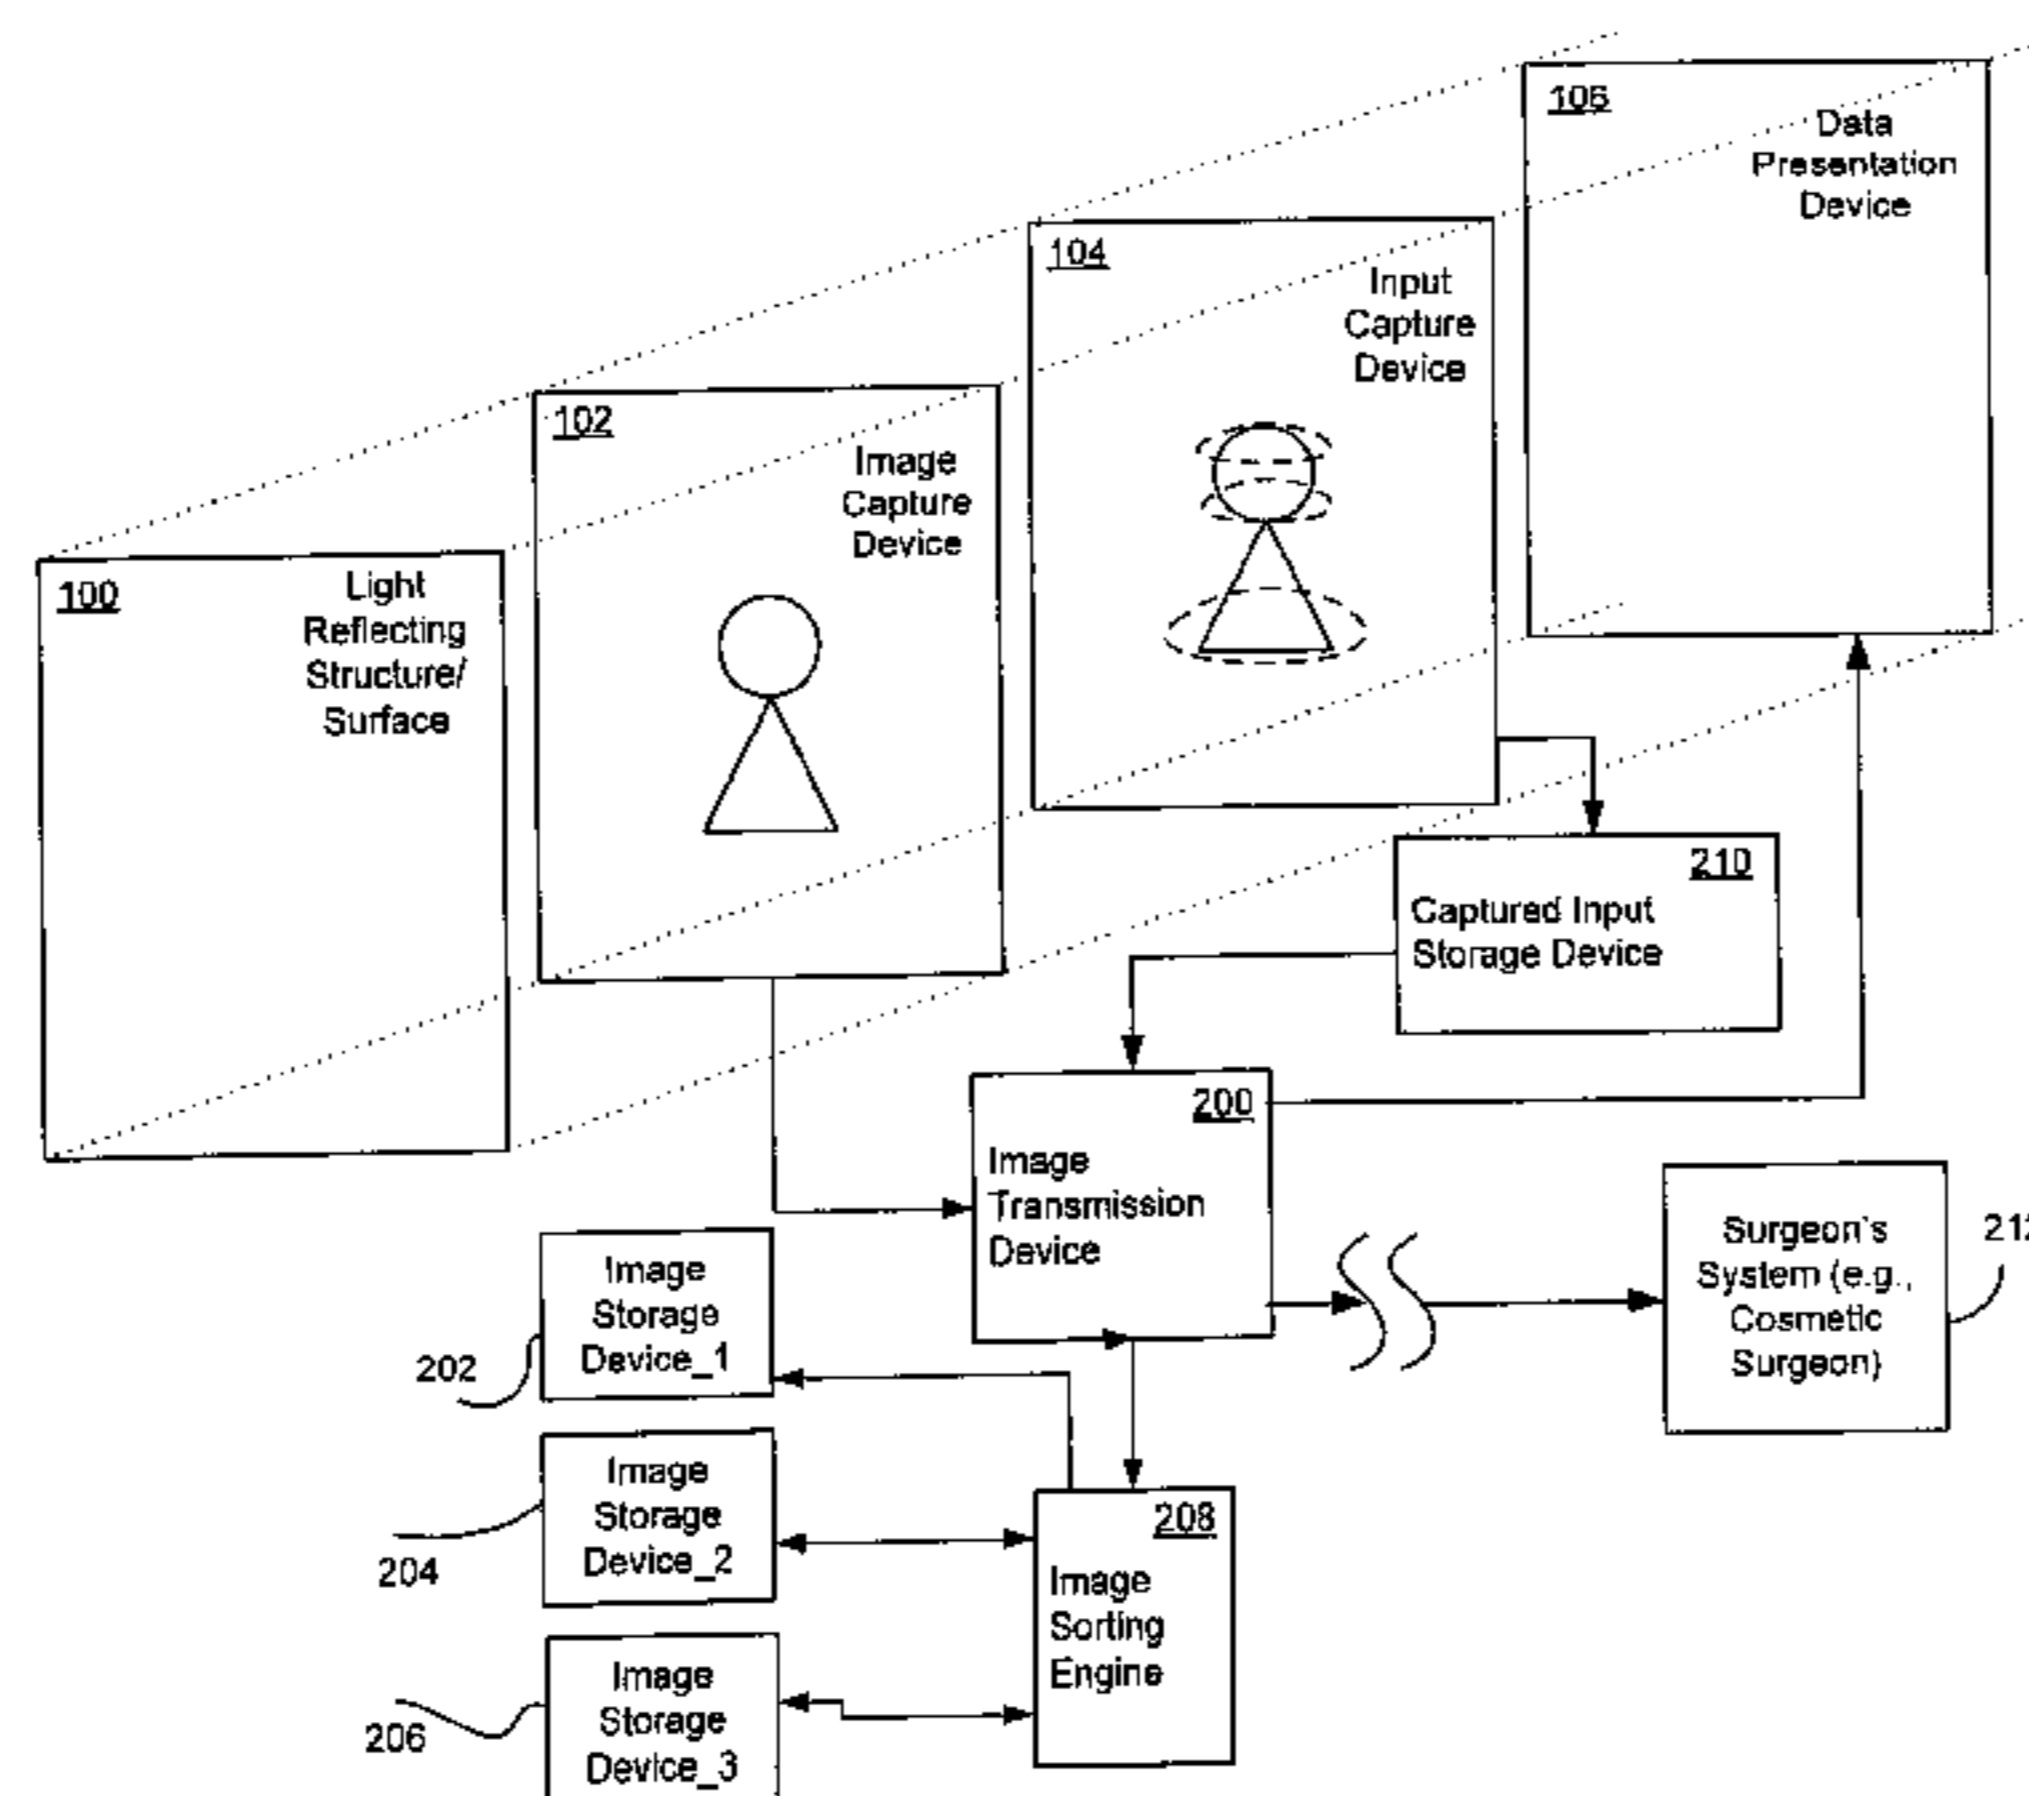 106
Data
Presentation
Device
104
Input
Capture
Device
102
Image
Capture
Device
100
Light
Reflecting
Structure/
Surface
210
Captured Input
Storage Device
200
Image
Transmission
Device
Surgeon's
System (e.g.,
Cosmetic
Surgeon)
212
Image
Storage
Device_1
202
Image
Storage
Device_2
204
208
Image
Sorting
Engine
Image
Storage
Device_3
206